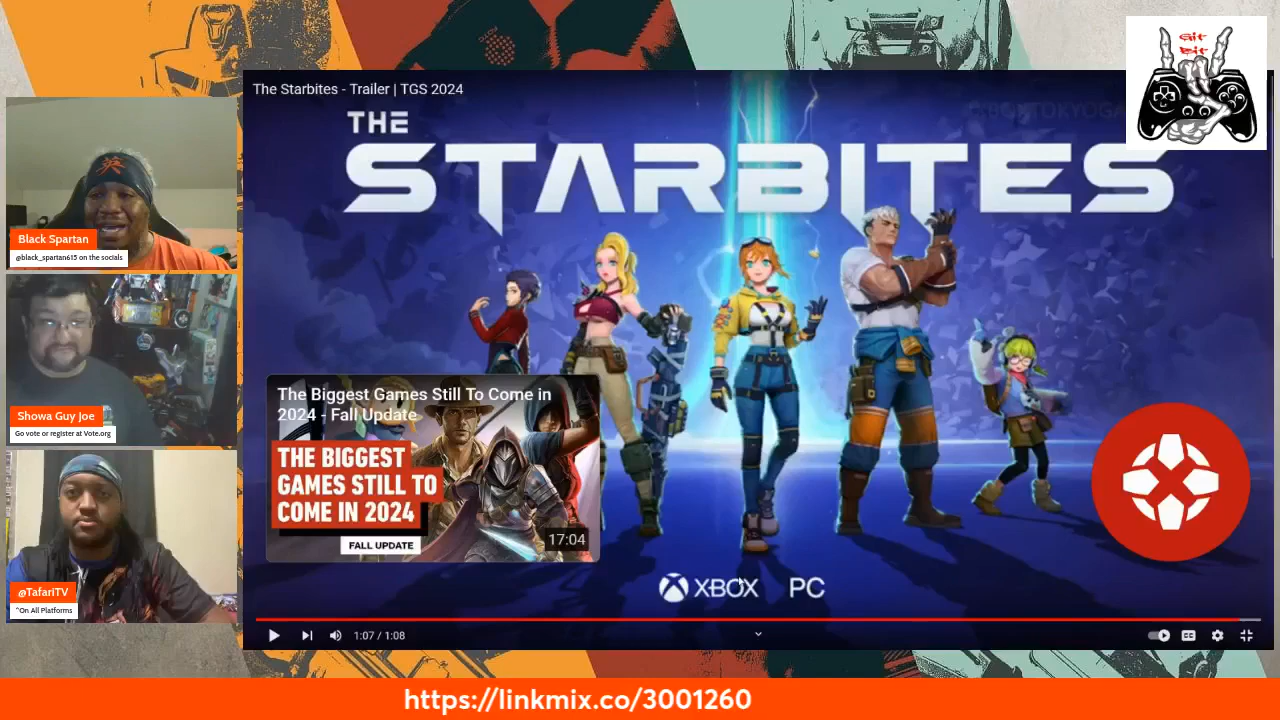 The Starbites - Trailer | TGS 2024
Git
Bit
THE
STARBITES
Black Spartan
@black_spartan615 on the socials
Showa Guy Joe
Go vote or register at Vote.org
@TafariTV
^On All Platforms
The Biggest Games Still To Come in
2024 - Fall Update
THE BIGGEST
GAMES STILL TO
COME IN 2024
FALL UPDATE
17:04
XBOX PC
1:07 / 1:08
CC
https://linkmix.co/3001260